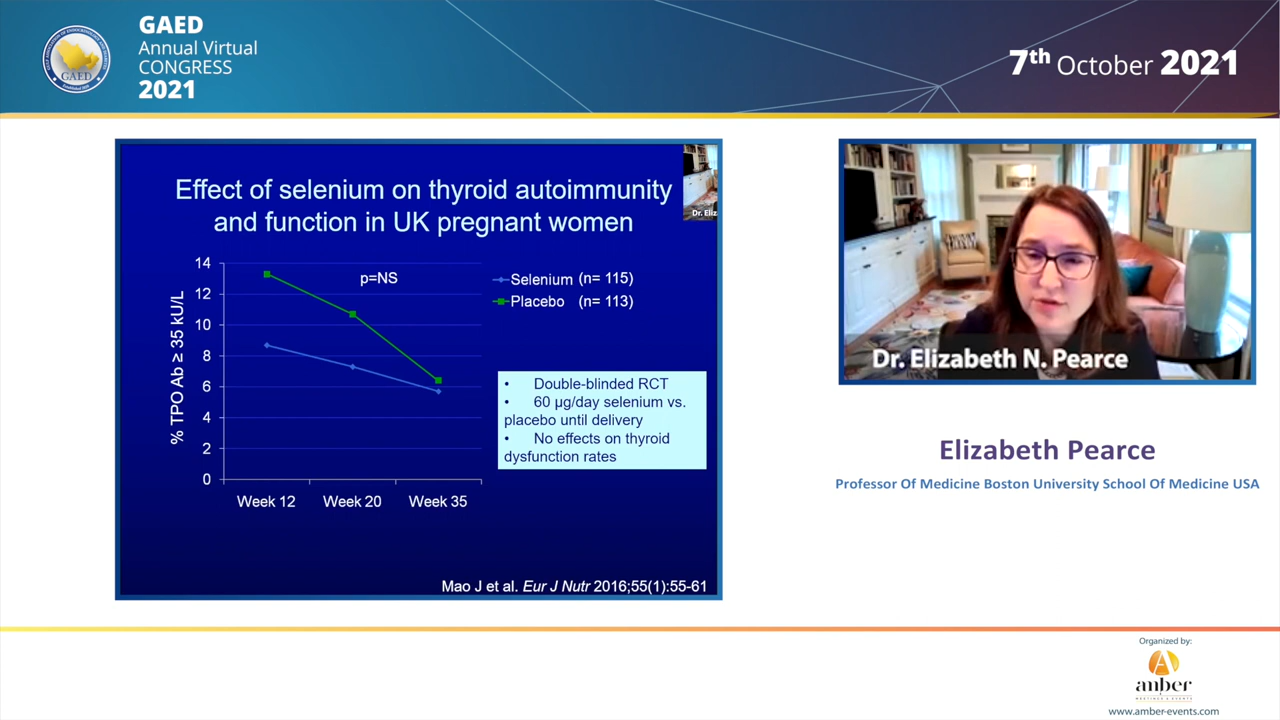 GAED
Annual Virtual
CONGRESS
2021
GAED
7th October 2021
Effect of selenium on thyroid autoimmunity
and function in UK pregnant women
Dr. Eliz
% TPO Ab ≥ 35 kU/L
14
12
10
8
6
4
2
0
p=NS
Selenium (n= 115)
Placebo (n= 113)
Week 12 Week 20 Week 35
• Double-blinded RCT
• 60 µg/day selenium vs.
placebo until delivery
• No effects on thyroid
dysfunction rates
Mao J et al. Eur J Nutr 2016;55(1):55-61
Dr. Elizabeth N. Pearce
Elizabeth Pearce
Professor Of Medicine Boston University School Of Medicine USA
Organized by:
anber
MEETINGS & EVENTS
www.amber-events.com